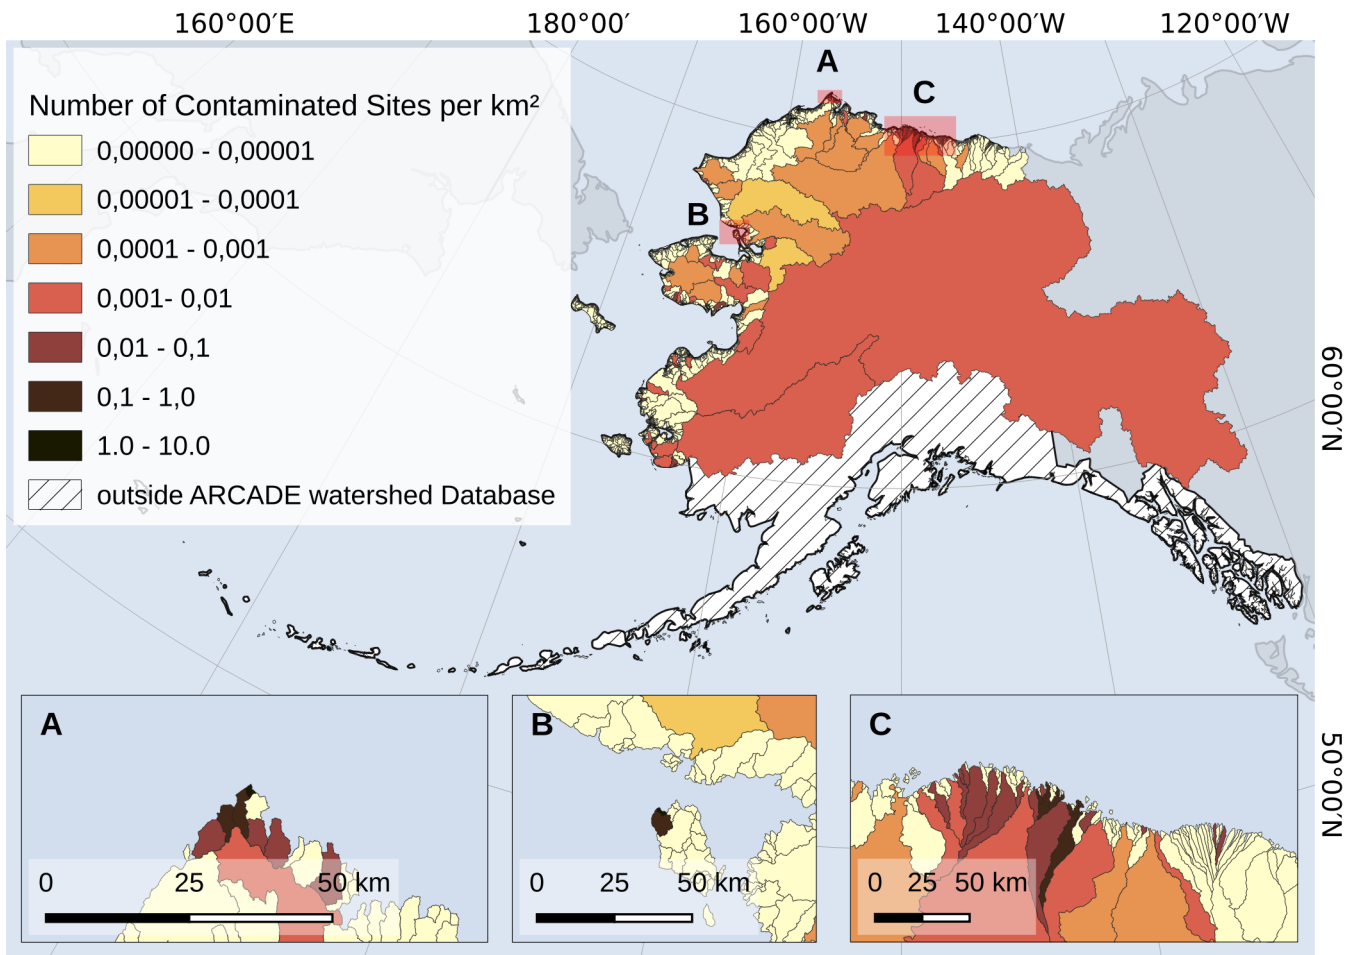 160°00′E
180°00′
160°00′W
140°00′W
120°00′W
A
C
B
Number of Contaminated Sites per km²
0,00000 - 0,00001
0,00001 - 0,0001
0,0001 - 0,001
0,001- 0,01
0,01 - 0,1
0,1 - 1,0
1.0 - 10.0
outside ARCADE watershed Database
60°00′N
50°00′N
A
0 25 50 km
B
0 25 50 km
C
0 25 50 km